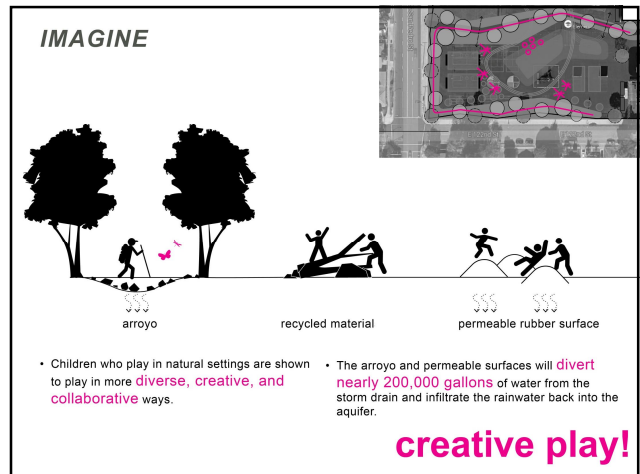 IMAGINE
arroyo
recycled material
permeable rubber surface
• Children who play in natural settings are shown
to play in more diverse, creative, and
collaborative ways.
• The arroyo and permeable surfaces will divert
nearly 200,000 gallons of water from the
storm drain and infiltrate the rainwater back into the
aquifer.
creative play!